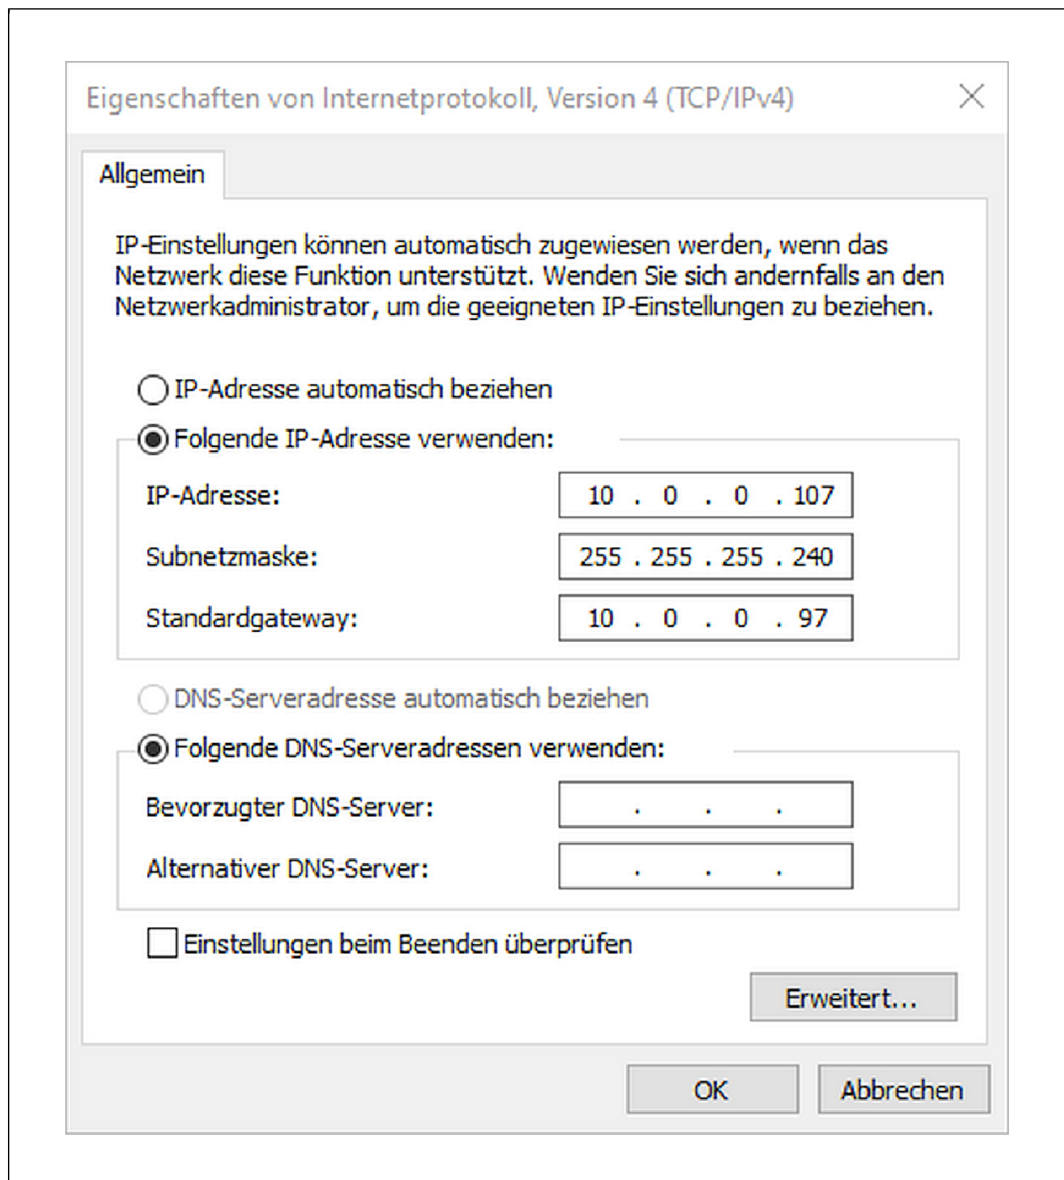 Eigenschaften von Internetprotokoll, Version 4 (TCP/IPv4)
Allgemein
IP-Einstellungen können automatisch zugewiesen werden, wenn das
Netzwerk diese Funktion unterstützt. Wenden Sie sich andernfalls an den
Netzwerkadministrator, um die geeigneten IP-Einstellungen zu beziehen.
IP-Adresse automatisch beziehen
Folgende IP-Adresse verwenden:
IP-Adresse: 10 . 0 . 0 . 107
Subnetzmaske: 255 . 255 . 255 . 240
Standardgateway: 10 . 0 . 0 . 97
DNS-Serveradresse automatisch beziehen
Folgende DNS-Serveradressen verwenden:
Bevorzugter DNS-Server: . . .
Alternativer DNS-Server: . . .
Einstellungen beim Beenden überprüfen
Erweitert...
OK Abbrechen